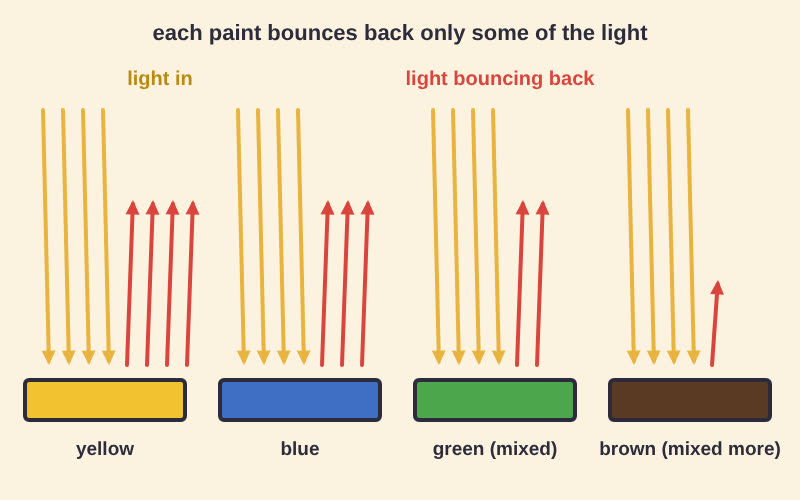 each paint bounces back only some of the light
light in
light bouncing back
yellow
blue
green (mixed)
brown (mixed more)